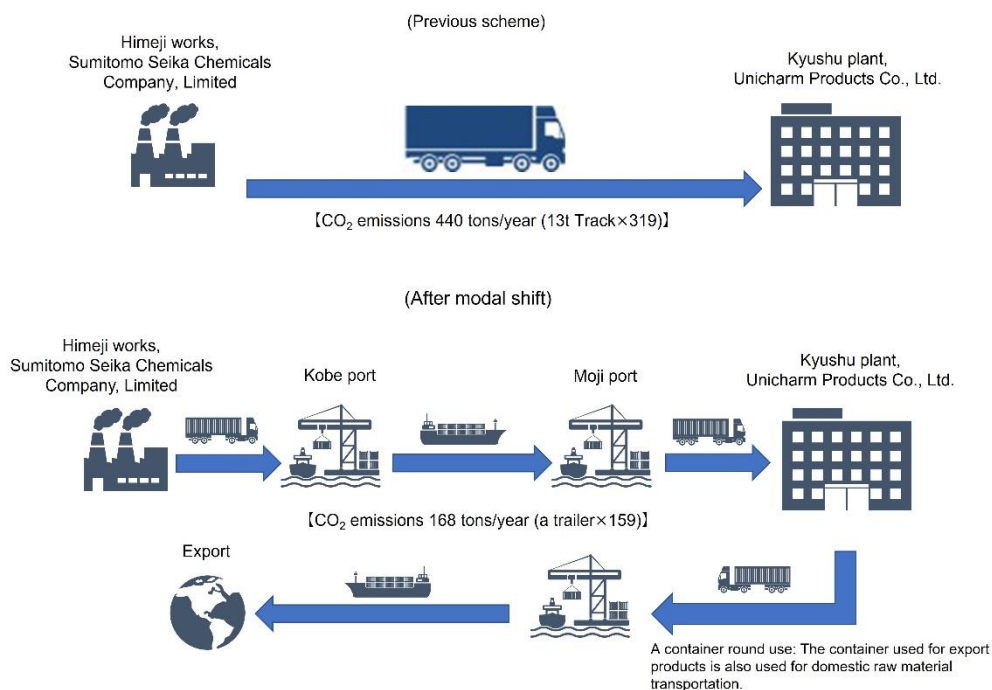 (Previous scheme)
Himeji works,
Sumitomo Seika Chemicals
Company, Limited
Kyushu plant,
Unicharm Products Co., Ltd.
【CO₂ emissions 440 tons/year (13t Track×319)】
(After modal shift)
Himeji works,
Sumitomo Seika Chemicals
Company, Limited
Kobe port
Moji port
Kyushu plant,
Unicharm Products Co., Ltd.
【CO₂ emissions 168 tons/year (a trailer×159)】
Export
A container round use: The container used for export
products is also used for domestic raw material
transportation.